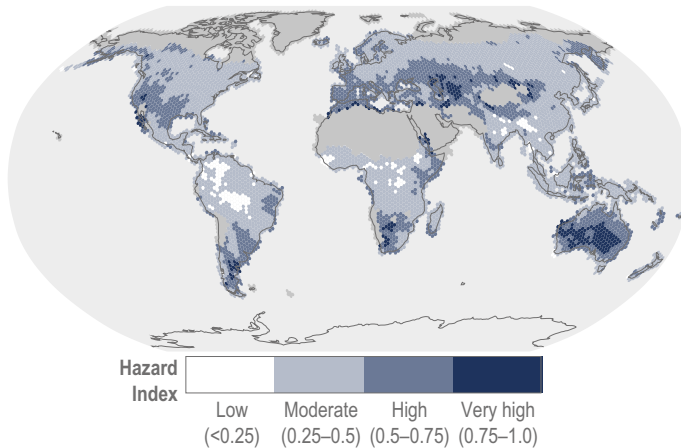 Hazard
Index
Low Moderate High Very high
(<0.25) (0.25–0.5) (0.5–0.75) (0.75–1.0)